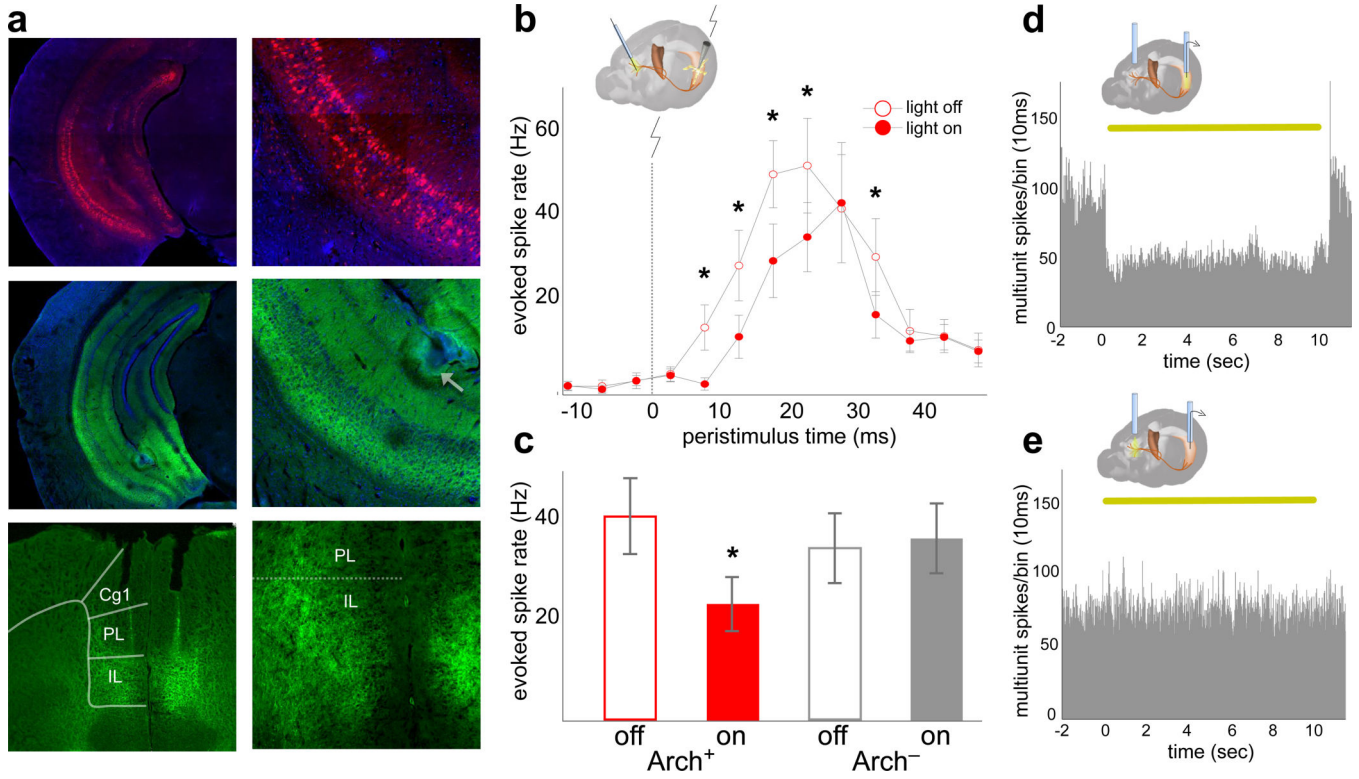 a
Cg1
PL
IL
PL
IL
b
evoked spike rate (Hz)
60
40
20
light off
light on
*
*
*
*
*
*
-10
0
10
20
30
40
peristimulus time (ms)
c
evoked spike rate (Hz)
40
20
*
off
on
off
on
Arch+
Arch–
d
multiunit spikes/bin (10ms)
150
100
50
0
-2
0
2
4
6
8
10
time (sec)
e
multiunit spikes/bin (10ms)
150
100
50
0
-2
0
2
4
6
8
10
time (sec)